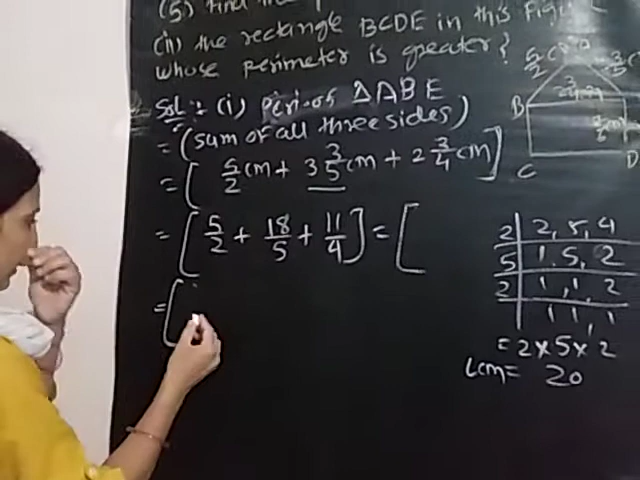 (5) Find the
(ii) the rectangle BCDE in this Figu
whose perimeter is greater?
Sol:- (i) Peri. of ΔABE
= (sum of all three sides)
= [ 5/2 cm + 3 3/5 cm + 2 3/4 cm ]
= [ 5/2 + 18/5 + 11/4 ] = [
= [
5/2 C
B
C
D
2 | 2, 5, 4
5 | 1, 5, 2
2 | 1, 1, 2
1, 1, 1
= 2 × 5 × 2
Lcm = 20